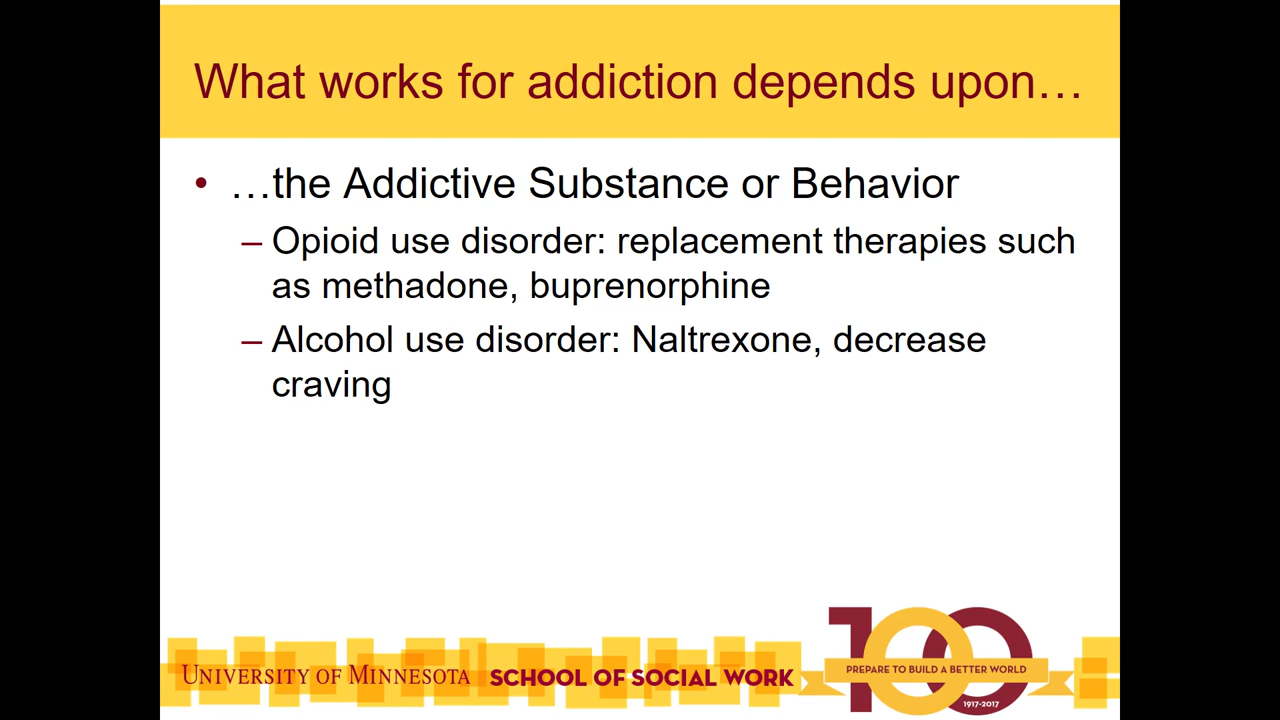 What works for addiction depends upon…
• …the Addictive Substance or Behavior
– Opioid use disorder: replacement therapies such
as methadone, buprenorphine
– Alcohol use disorder: Naltrexone, decrease
craving
UNIVERSITY OF MINNESOTA SCHOOL OF SOCIAL WORK
100
PREPARE TO BUILD A BETTER WORLD
1917-2017